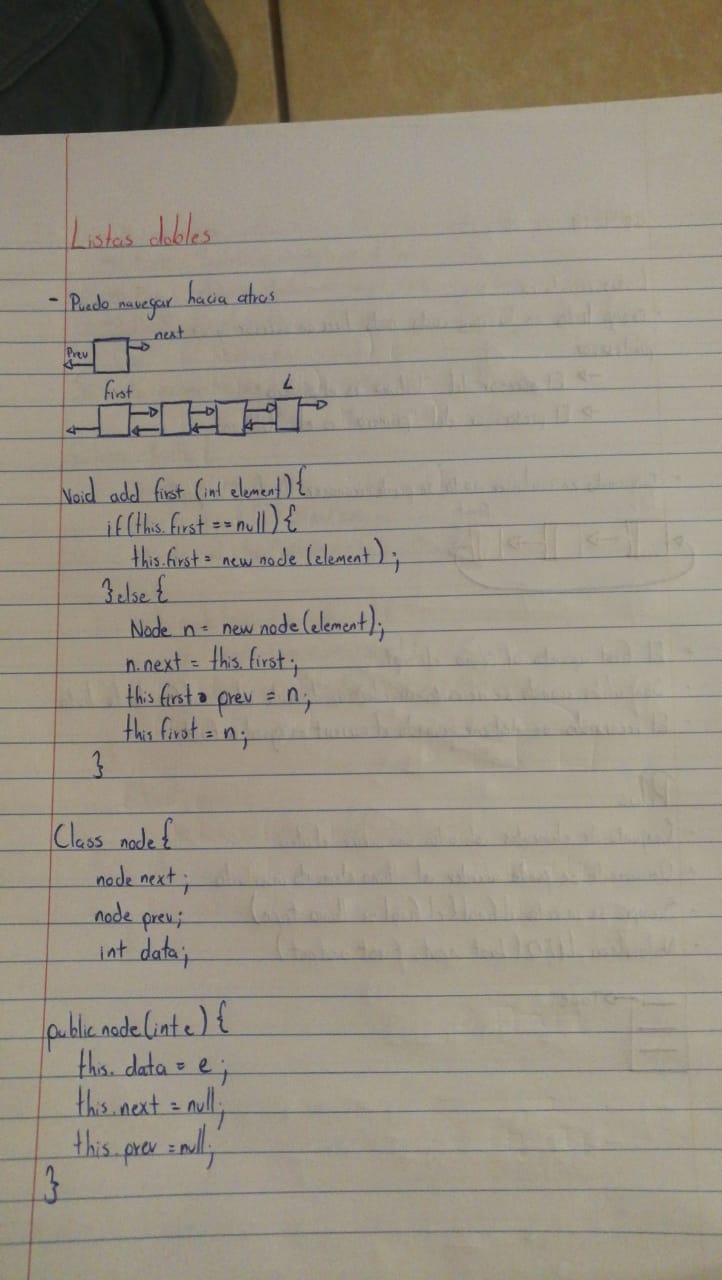 Listas dobles
- Puedo navegar hacia atras
next
Prev
first L
Void add first (int element) {
if (this.first == null) {
this.first = new node (element);
} else {
Node n = new node (element);
n.next = this.first;
this first. prev = n;
this first = n;
}
Class node {
node next;
node prev;
int data;
public node (int e) {
this. data = e;
this.next = null;
this.prev = null;
}